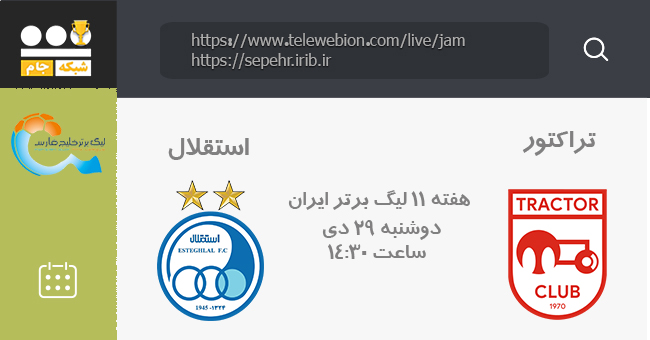 شبکه جام
https://www.telewebion.com/live/jam
https://sepehr.irib.ir
لیگ برتر خلیج فارس
تراکتور
استقلال
هفته ۱۱ لیگ برتر ایران
دوشنبه ۲۹ دی
ساعت ۱۴:۳۰
TRACTOR
CLUB
1970
استقلال
ESTEGHLAL F.C
1945 - ۱۳۲۴